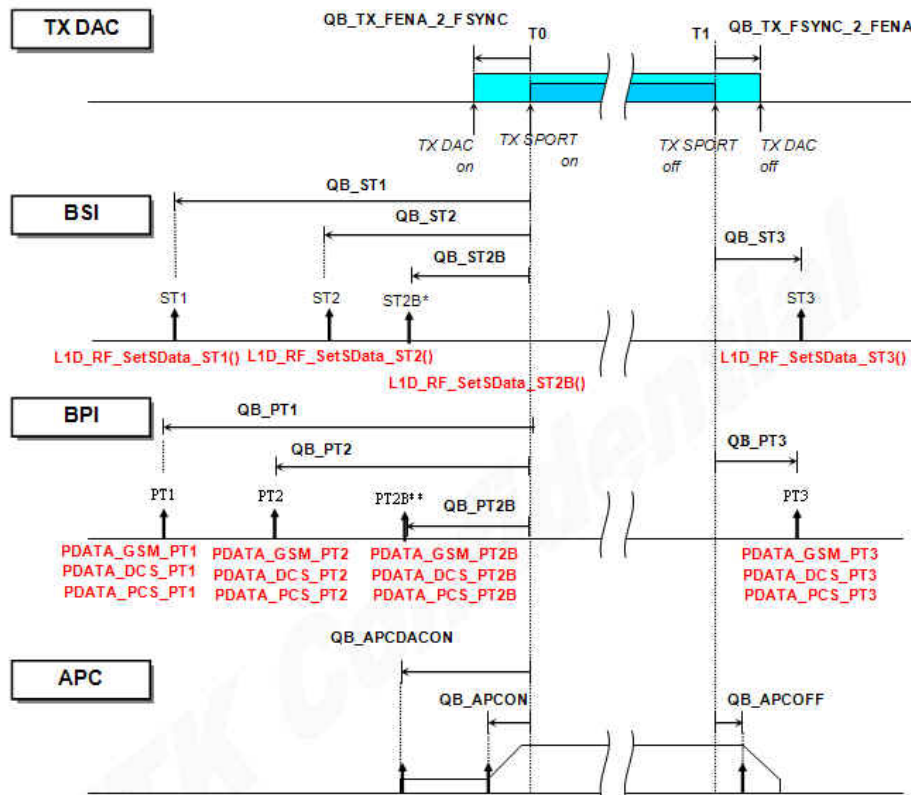 TX DAC
QB_TX_FENA_2_FSYNC
T0
T1
QB_TX_FSYNC_2_FENA
TX DAC on
TX SPORT on
TX SPORT off
TX DAC off
BSI
QB_ST1
QB_ST2
QB_ST3
QB_ST2B
ST1
ST2
ST2B*
ST3
L1D_RF_SetSData_ST1()
L1D_RF_SetSData_ST2()
L1D_RF_SetSData_ST3()
L1D_RF_SetSData_ST2B()
BPI
QB_PT1
QB_PT2
QB_PT3
PT1
PT2
PT2B**
QB_PT2B
PT3
PDATA_GSM_PT1
PDATA_DCS_PT1
PDATA_PCS_PT1
PDATA_GSM_PT2
PDATA_DCS_PT2
PDATA_PCS_PT2
PDATA_GSM_PT2B
PDATA_DCS_PT2B
PDATA_PCS_PT2B
PDATA_GSM_PT3
PDATA_DCS_PT3
PDATA_PCS_PT3
QB_APCDACON
APC
QB_APCON
QB_APCOFF
TK Confidential